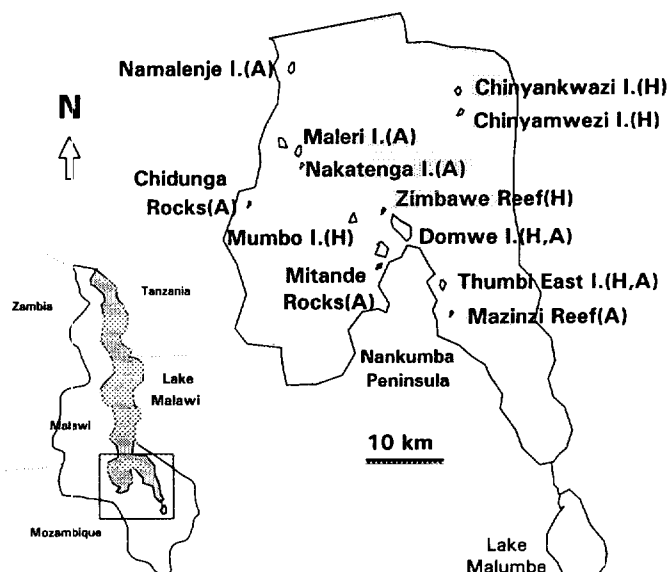 Namalenje I.(A)
Chinyankwazi I.(H)
N
Chinyamwezi I.(H)
Maleri I.(A)
Nakatenga I.(A)
Chidunga
Rocks(A)
Zimbawe Reef(H)
Mumbo I.(H)
Domwe I.(H,A)
Mitande
Rocks(A)
Thumbi East I.(H,A)
Mazinzi Reef(A)
Nankumba
Peninsula
10 km
Tanzania
Zambia
Lake
Malawi
Malawi
Mozambique
Lake
Malumbe